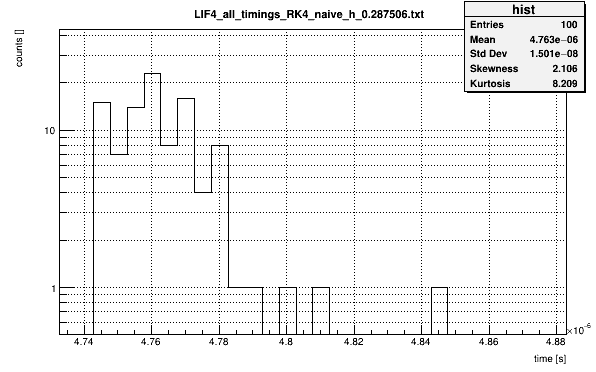 LIF4_all_timings_RK4_naive_h_0.287506.txt
hist
Entries 100
Mean 4.763e−06
Std Dev 1.501e−08
Skewness 2.106
Kurtosis 8.209
counts []
10
1
4.74 4.76 4.78 4.8 4.82 4.84 4.86 4.88
×10⁻⁶
time [s]